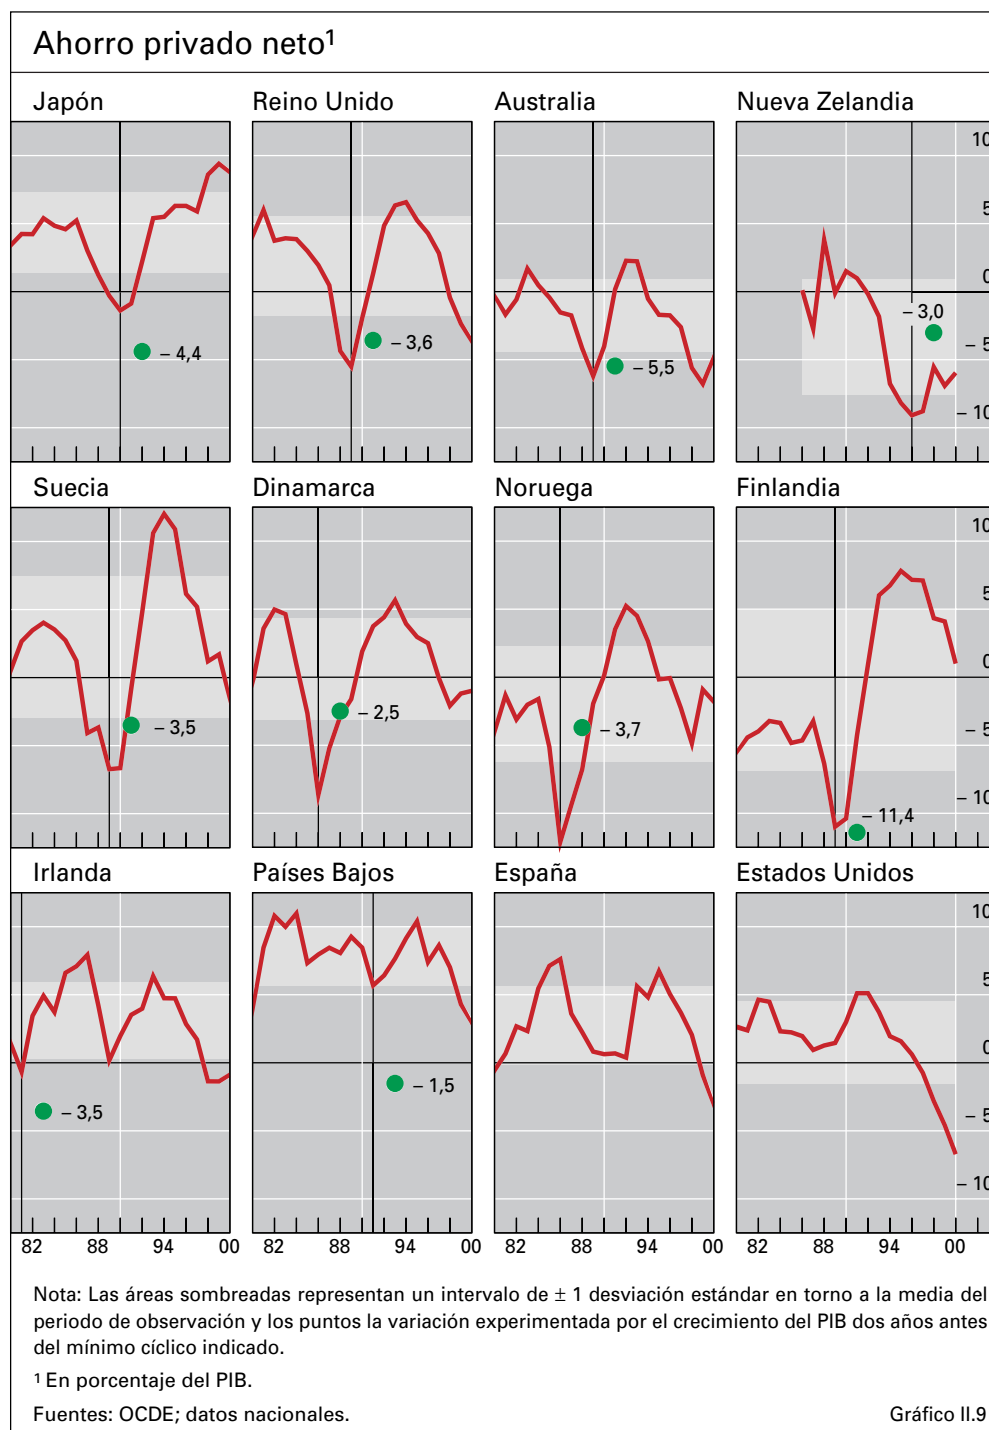 Ahorro privado neto¹
Japón Reino Unido Australia Nueva Zelandia
10
5
0
– 5
– 10
– 4,4
– 3,6
– 5,5
– 3,0
Suecia Dinamarca Noruega Finlandia
10
5
0
– 5
– 10
– 3,5
– 2,5
– 3,7
– 11,4
Irlanda Países Bajos España Estados Unidos
10
5
0
– 5
– 10
– 3,5
– 1,5
82 88 94 00 82 88 94 00 82 88 94 00 82 88 94 00
Nota: Las áreas sombreadas representan un intervalo de ± 1 desviación estándar en torno a la media del
periodo de observación y los puntos la variación experimentada por el crecimiento del PIB dos años antes
del mínimo cíclico indicado.
¹ En porcentaje del PIB.
Fuentes: OCDE; datos nacionales. Gráfico II.9